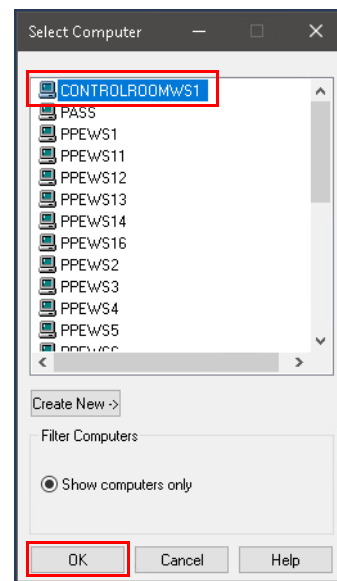 Select Computer
CONTROLROOMWS1
PASS
PPEWS1
PPEWS11
PPEWS12
PPEWS13
PPEWS14
PPEWS16
PPEWS2
PPEWS3
PPEWS4
PPEWS5
Create New ->
Filter Computers
Show computers only
OK Cancel Help